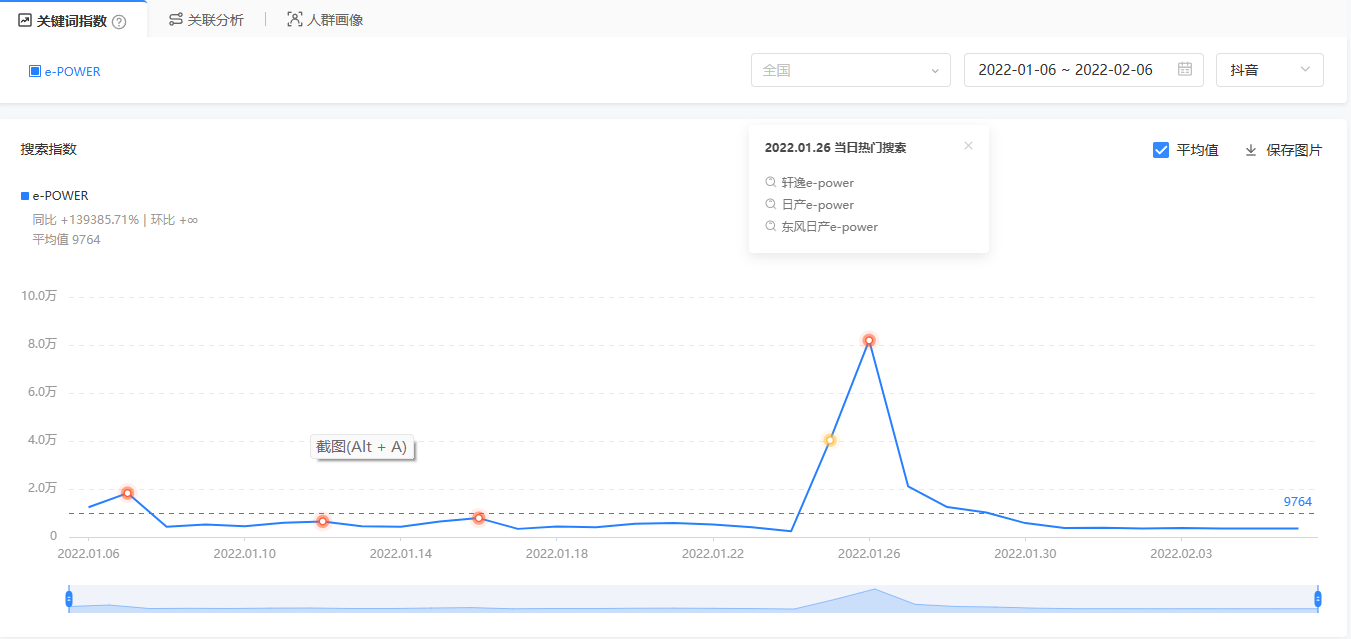 关键词指数 关联分析 人群画像
e-POWER 全国 2022-01-06 ~ 2022-02-06 抖音
搜索指数
2022.01.26 当日热门搜索
轩逸e-power
日产e-power
东风日产e-power
平均值 保存图片
e-POWER
同比 +139385.71% | 环比 +∞
平均值 9764
10.0万
8.0万
6.0万
4.0万
2.0万
0
截图(Alt + A)
9764
2022.01.06 2022.01.10 2022.01.14 2022.01.18 2022.01.22 2022.01.26 2022.01.30 2022.02.03